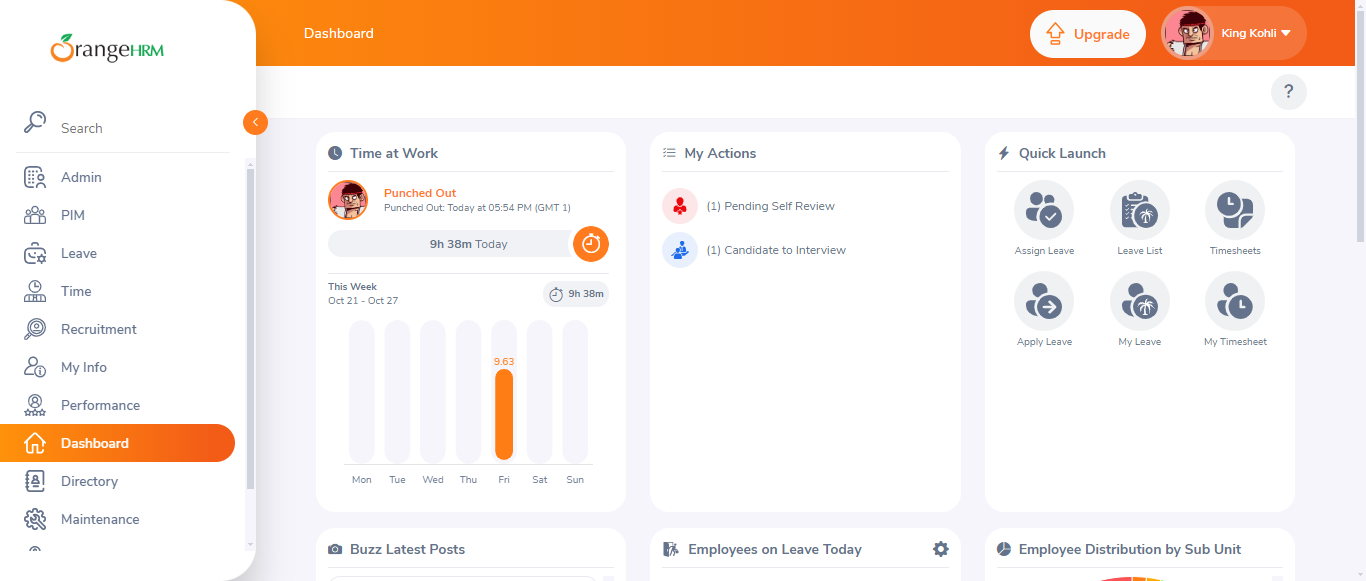 OrangeHRM
Dashboard
Upgrade
King Kohli
?
Search
Admin
PIM
Leave
Time
Recruitment
My Info
Performance
Dashboard
Directory
Maintenance
Time at Work
Punched Out
Punched Out: Today at 05:54 PM (GMT 1)
9h 38m Today
This Week
Oct 21 - Oct 27
9h 38m
9.63
Mon Tue Wed Thu Fri Sat Sun
My Actions
(1) Pending Self Review
(1) Candidate to Interview
Quick Launch
Assign Leave Leave List Timesheets
Apply Leave My Leave My Timesheet
Buzz Latest Posts
Employees on Leave Today
Employee Distribution by Sub Unit